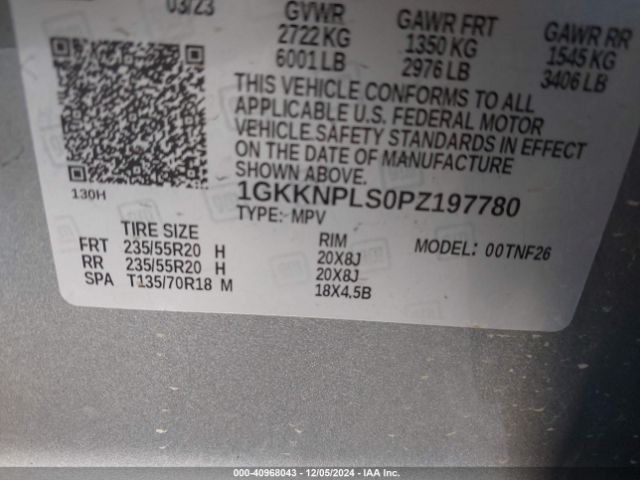 03/23 GVWR GAWR FRT GAWR RR
2722 KG 1350 KG 1545 KG
6001 LB 2976 LB 3406 LB
THIS VEHICLE CONFORMS TO ALL
APPLICABLE U.S. FEDERAL MOTOR
VEHICLE.SAFETY STANDARDS IN EFFECT
ON THE DATE OF MANUFACTURE
SHOWN ABOVE.
130H
1GKKNPLS0PZ197780
TYPE: MPV
TIRE SIZE RIM MODEL: 00TNF26
FRT 235/55R20 H 20X8J
RR 235/55R20 H 20X8J
SPA T135/70R18 M 18X4.5B
000-40968043 / 12/05/2024 - IAA Inc.